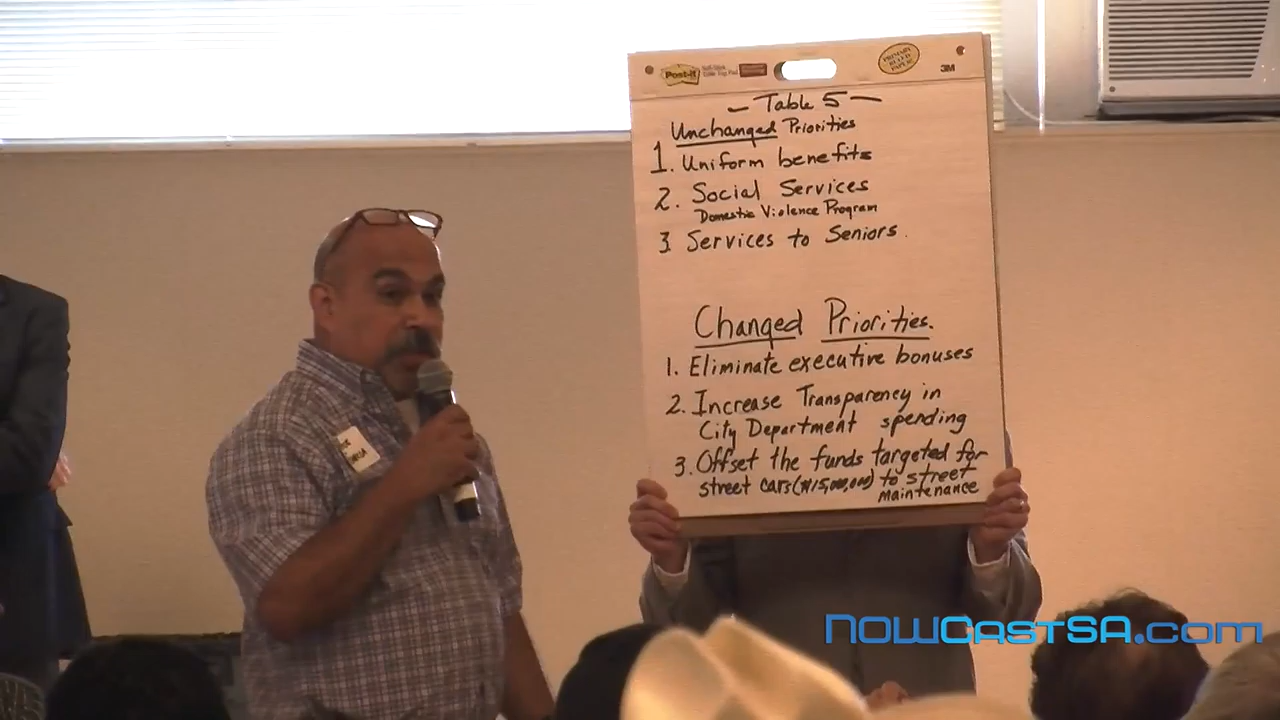 Post-it
3M
— Table 5 —
Unchanged Priorities
1. Uniform benefits
2. Social Services
Domestic Violence Program
3. Services to Seniors.
Changed Priorities.
1. Eliminate executive bonuses
2. Increase Transparency in
City Department spending
3. Offset the funds targeted for
street cars ($15,000,000) to street
Maintenance
NOWCastSA.com